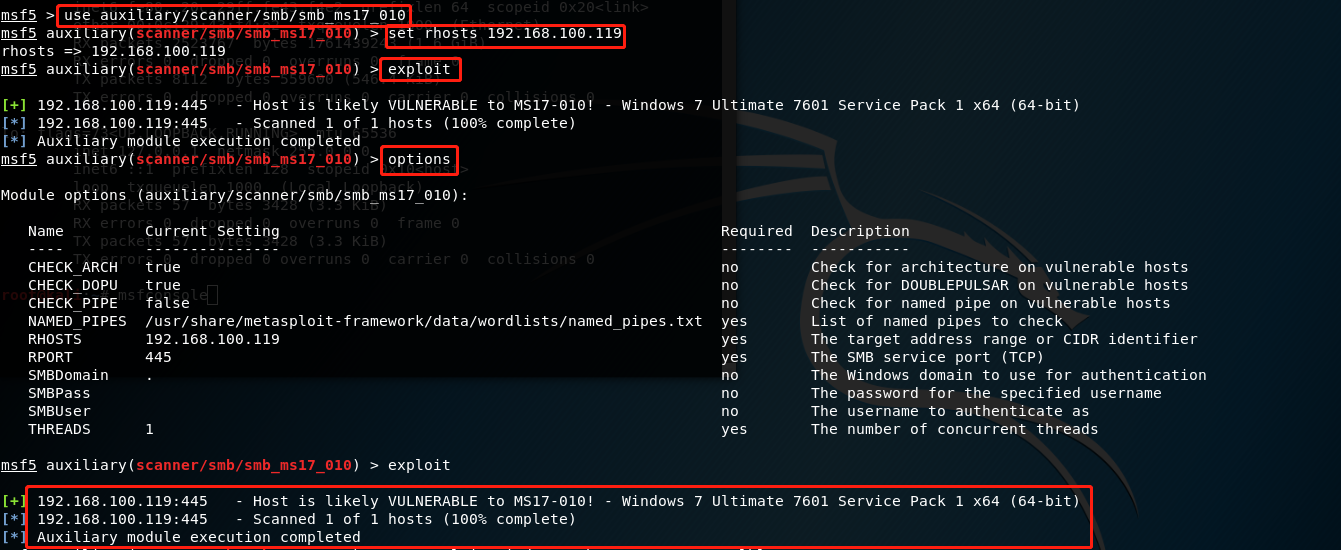 msf5 > use auxiliary/scanner/smb/smb_ms17_010
msf5 auxiliary(scanner/smb/smb_ms17_010) > set rhosts 192.168.100.119
rhosts => 192.168.100.119
msf5 auxiliary(scanner/smb/smb_ms17_010) > exploit
[+] 192.168.100.119:445   - Host is likely VULNERABLE to MS17-010! - Windows 7 Ultimate 7601 Service Pack 1 x64 (64-bit)
[*] 192.168.100.119:445   - Scanned 1 of 1 hosts (100% complete)
[*] Auxiliary module execution completed
msf5 auxiliary(scanner/smb/smb_ms17_010) > options
Module options (auxiliary/scanner/smb/smb_ms17_010):
Name         Current Setting                                                 Required  Description
----         ---------------                                                 --------  -----------
CHECK_ARCH   true                                                            no        Check for architecture on vulnerable hosts
CHECK_DOPU   true                                                            no        Check for DOUBLEPULSAR on vulnerable hosts
CHECK_PIPE   false                                                           no        Check for named pipe on vulnerable hosts
NAMED_PIPES  /usr/share/metasploit-framework/data/wordlists/named_pipes.txt  yes       List of named pipes to check
RHOSTS       192.168.100.119                                                 yes       The target address range or CIDR identifier
RPORT        445                                                             yes       The SMB service port (TCP)
SMBDomain    .                                                               no        The Windows domain to use for authentication
SMBPass                                                                      no        The password for the specified username
SMBUser                                                                      no        The username to authenticate as
THREADS      1                                                               yes       The number of concurrent threads
msf5 auxiliary(scanner/smb/smb_ms17_010) > exploit
[+] 192.168.100.119:445   - Host is likely VULNERABLE to MS17-010! - Windows 7 Ultimate 7601 Service Pack 1 x64 (64-bit)
[*] 192.168.100.119:445   - Scanned 1 of 1 hosts (100% complete)
[*] Auxiliary module execution completed